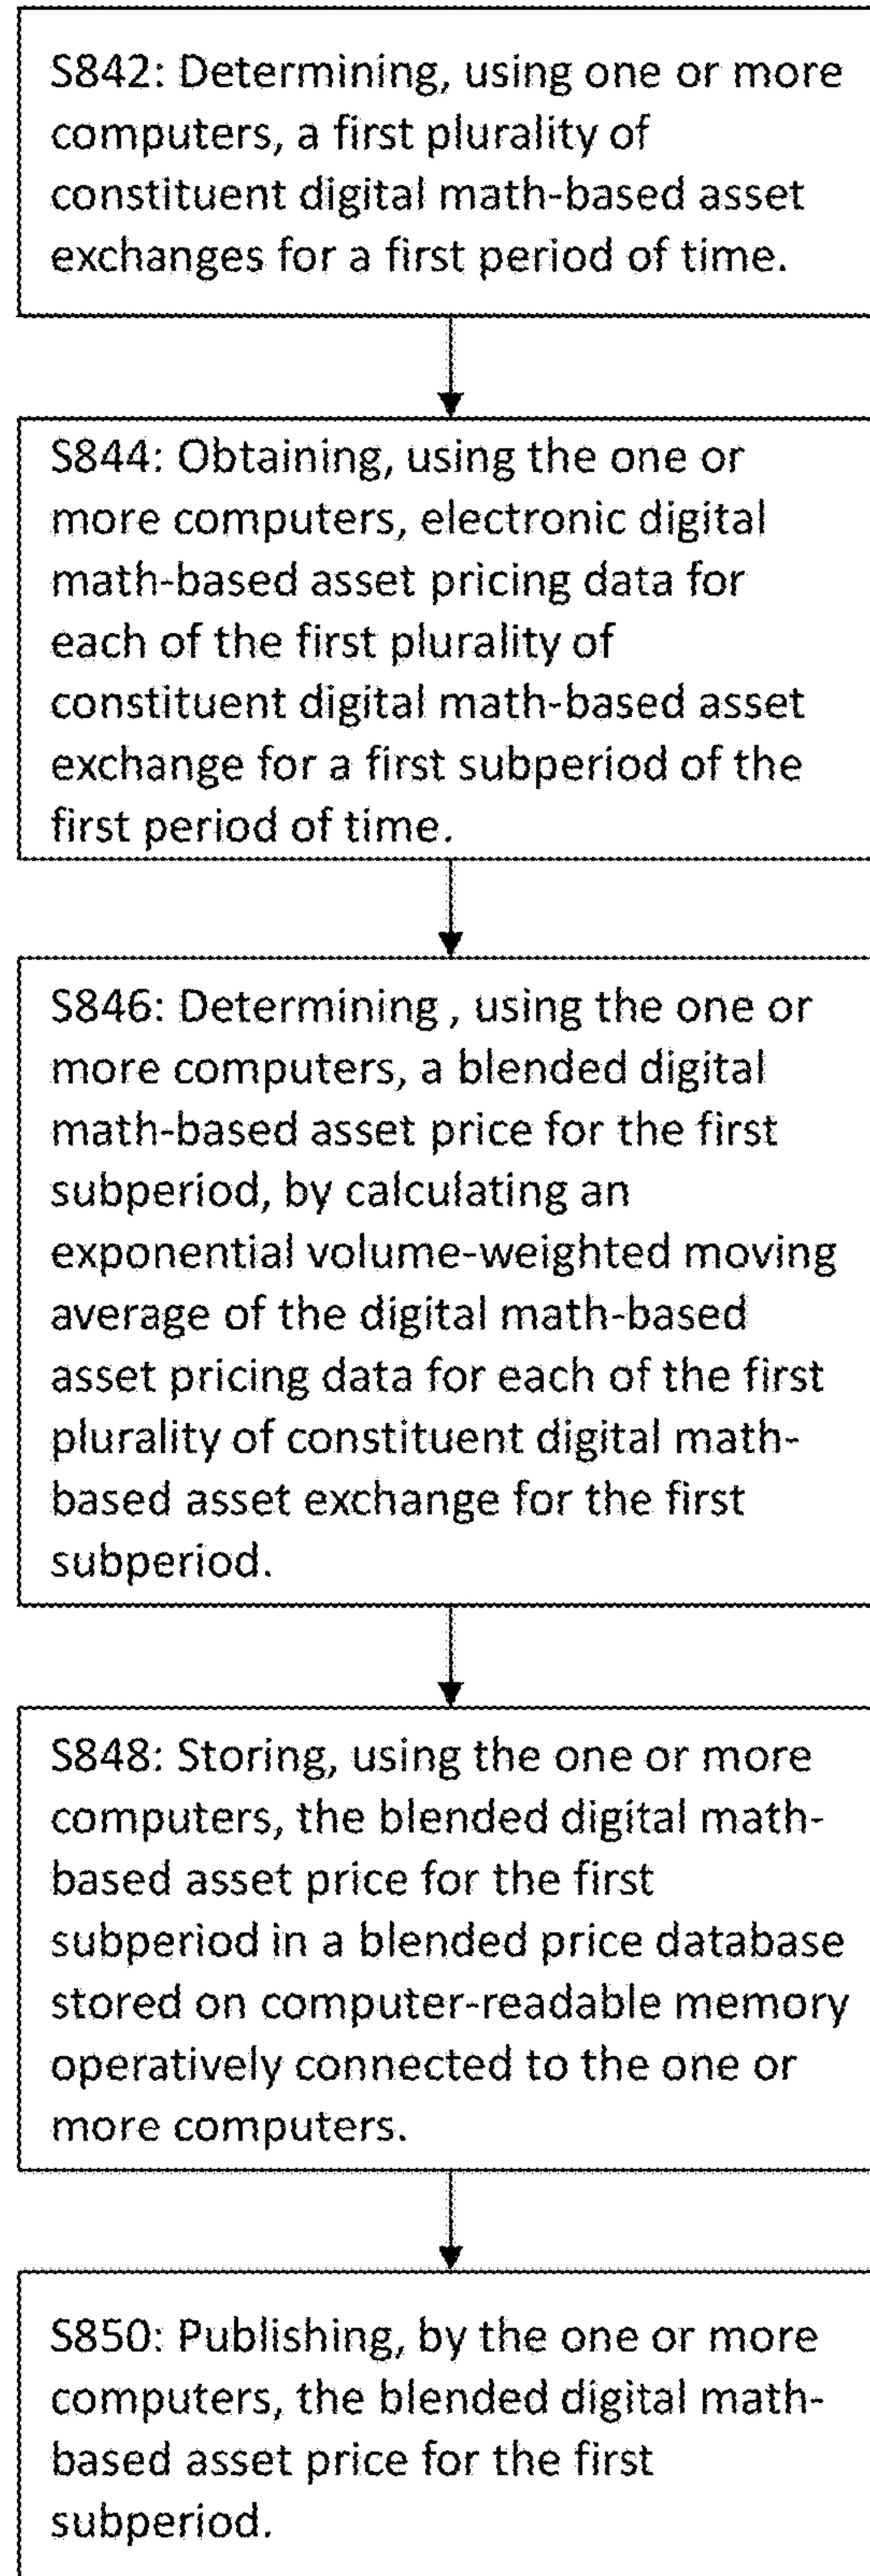 S842: Determining, using one or more
computers, a first plurality of
constituent digital math-based asset
exchanges for a first period of time.
S844: Obtaining, using the one or
more computers, electronic digital
math-based asset pricing data for
each of the first plurality of
constituent digital math-based asset
exchange for a first subperiod of the
first period of time.
S846: Determining , using the one or
more computers, a blended digital
math-based asset price for the first
subperiod, by calculating an
exponential volume-weighted moving
average of the digital math-based
asset pricing data for each of the first
plurality of constituent digital math-
based asset exchange for the first
subperiod.
S848: Storing, using the one or more
computers, the blended digital math-
based asset price for the first
subperiod in a blended price database
stored on computer-readable memory
operatively connected to the one or
more computers.
S850: Publishing, by the one or more
computers, the blended digital math-
based asset price for the first
subperiod.